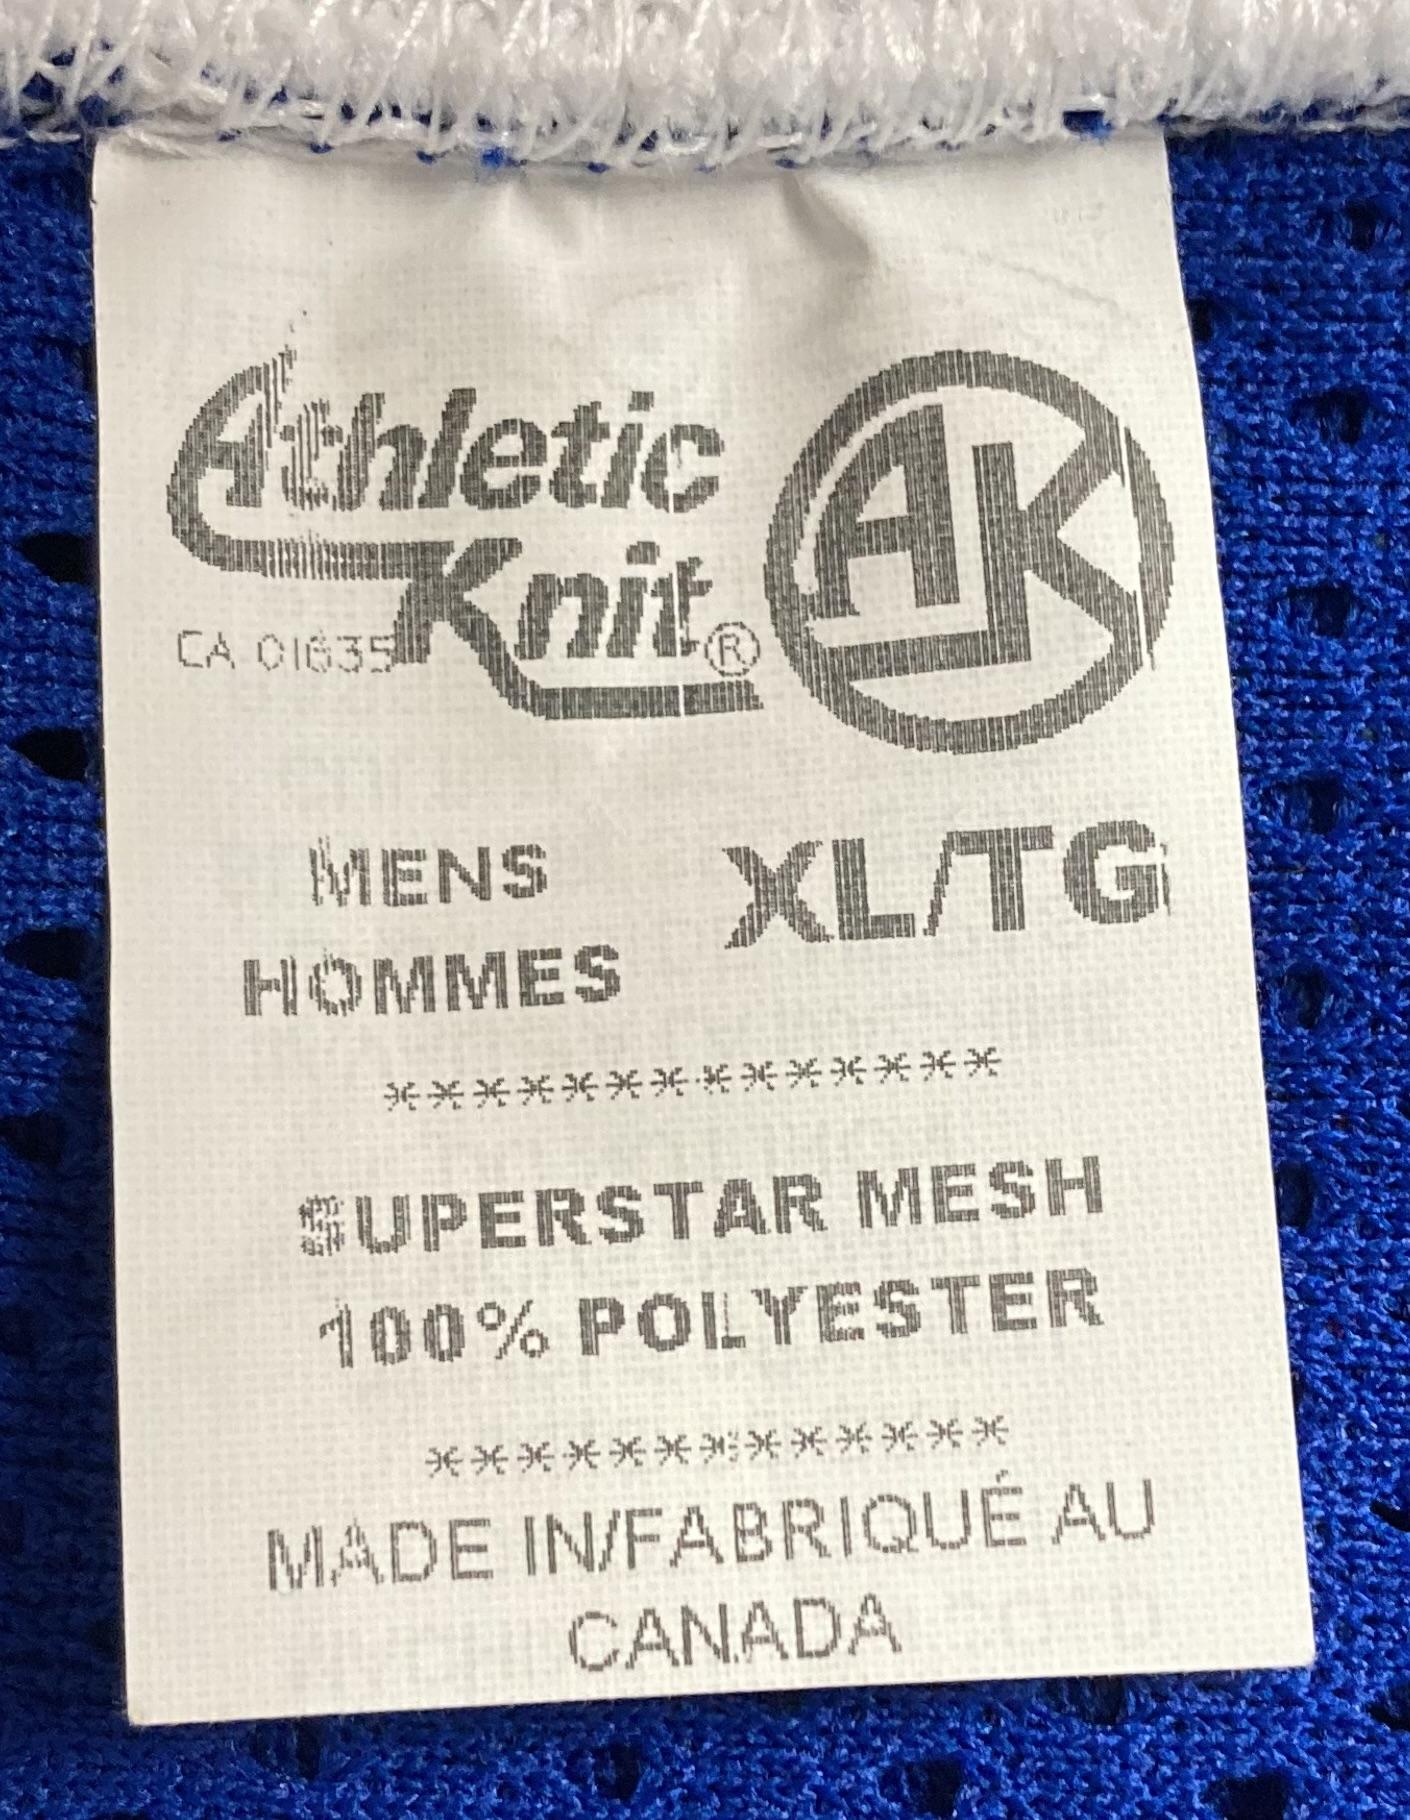 Athletic
Knit®
CA 01635
AK
MENS
XL/TG
HOMMES
**************
SUPERSTAR MESH
100% POLYESTER
*************
MADE IN/FABRIQUÉ AU
CANADA